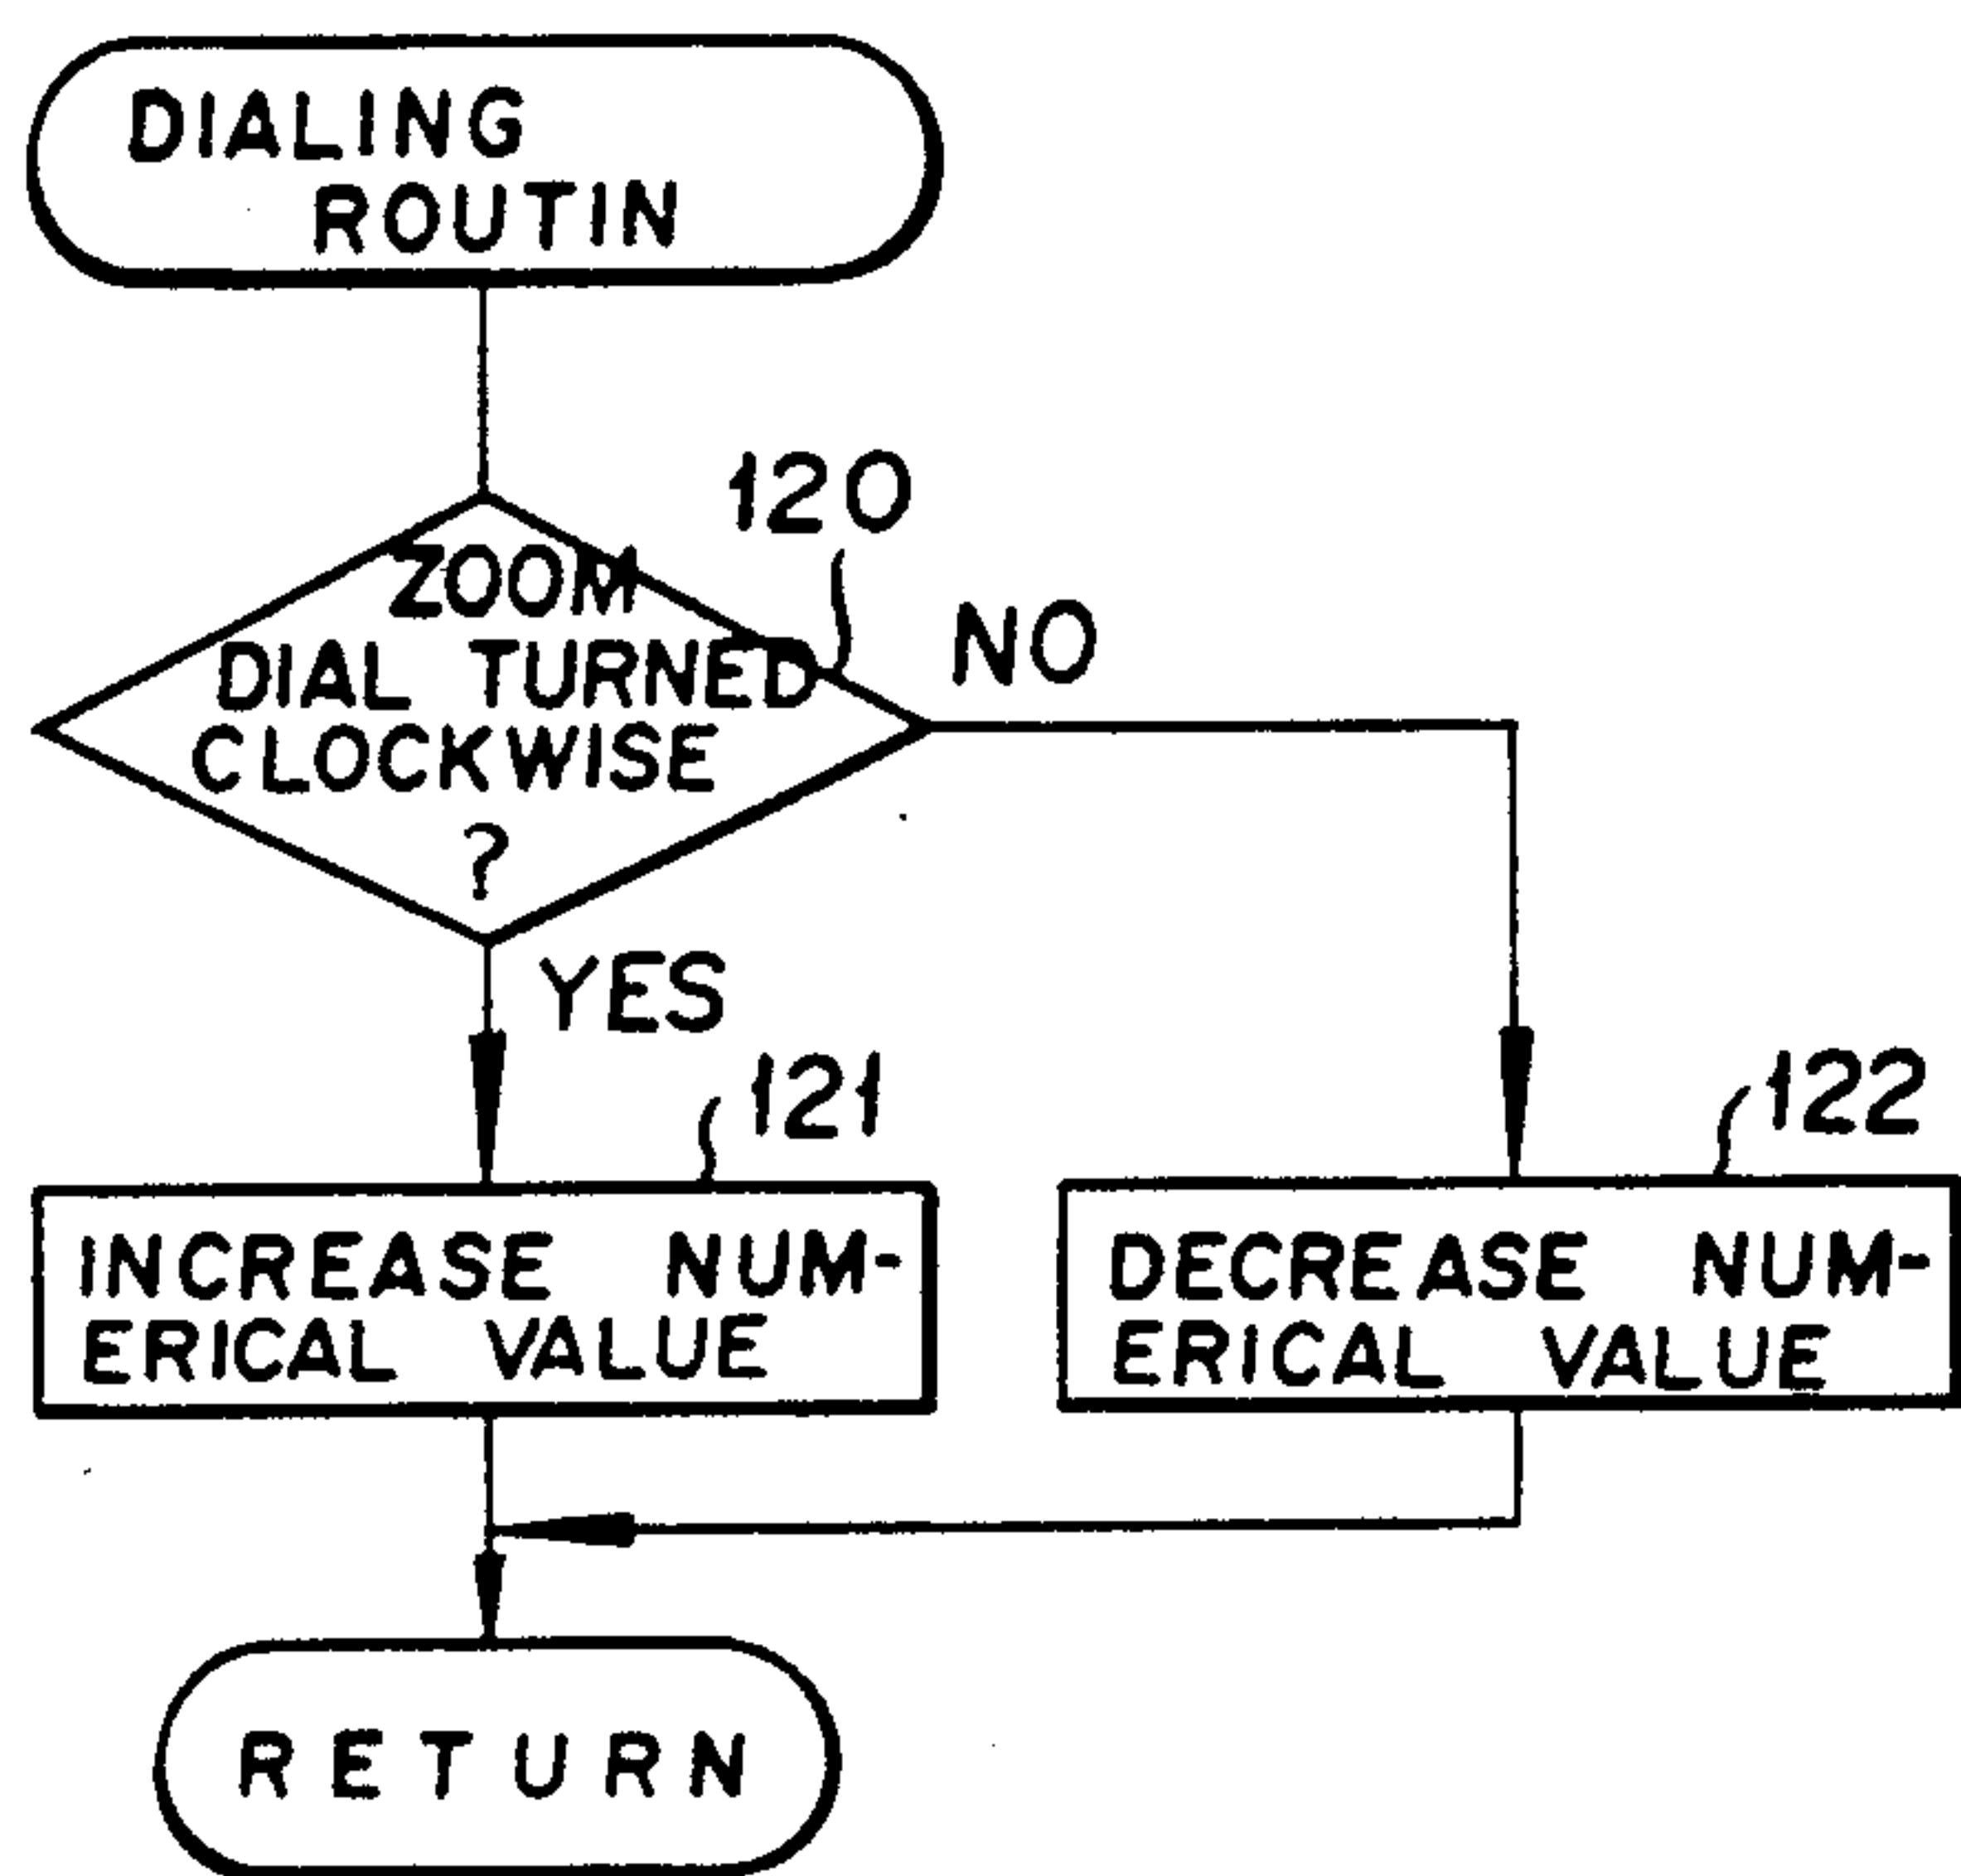 DIALING
ROUTIN
120
ZOOM
DIAL TURNED
CLOCKWISE
?
NO
YES
121
INCREASE NUM-
ERICAL VALUE
122
DECREASE NUM-
ERICAL VALUE
RETURN